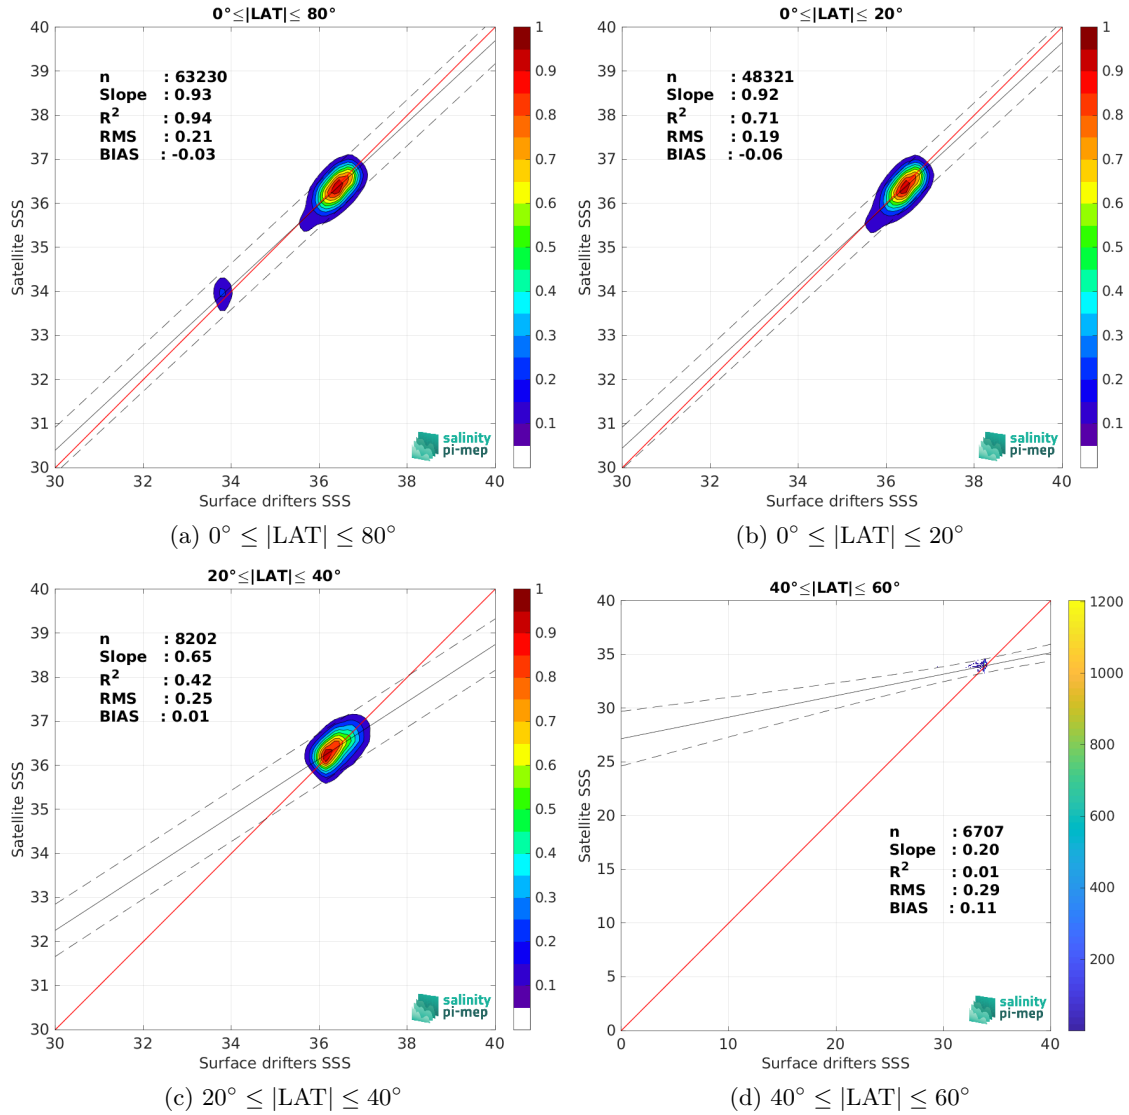 0°≤|LAT|≤ 80°
40
39
38
37
36
35
34
33
32
31
30
30
32
34
36
38
40
Satellite SSS
Surface drifters SSS
n : 63230
Slope : 0.93
R² : 0.94
RMS : 0.21
BIAS : -0.03
1
0.9
0.8
0.7
0.6
0.5
0.4
0.3
0.2
0.1
salinity
pi-mep
(a) 0° ≤ |LAT| ≤ 80°
0°≤|LAT|≤ 20°
40
39
38
37
36
35
34
33
32
31
30
30
32
34
36
38
40
Satellite SSS
Surface drifters SSS
n : 48321
Slope : 0.92
R² : 0.71
RMS : 0.19
BIAS : -0.06
1
0.9
0.8
0.7
0.6
0.5
0.4
0.3
0.2
0.1
salinity
pi-mep
(b) 0° ≤ |LAT| ≤ 20°
20°≤|LAT|≤ 40°
40
39
38
37
36
35
34
33
32
31
30
30
32
34
36
38
40
Satellite SSS
Surface drifters SSS
n : 8202
Slope : 0.65
R² : 0.42
RMS : 0.25
BIAS : 0.01
1
0.9
0.8
0.7
0.6
0.5
0.4
0.3
0.2
0.1
salinity
pi-mep
(c) 20° ≤ |LAT| ≤ 40°
40°≤|LAT|≤ 60°
40
35
30
25
20
15
10
5
0
0
10
20
30
40
Satellite SSS
Surface drifters SSS
n : 6707
Slope : 0.20
R² : 0.01
RMS : 0.29
BIAS : 0.11
1200
1000
800
600
400
200
salinity
pi-mep
(d) 40° ≤ |LAT| ≤ 60°